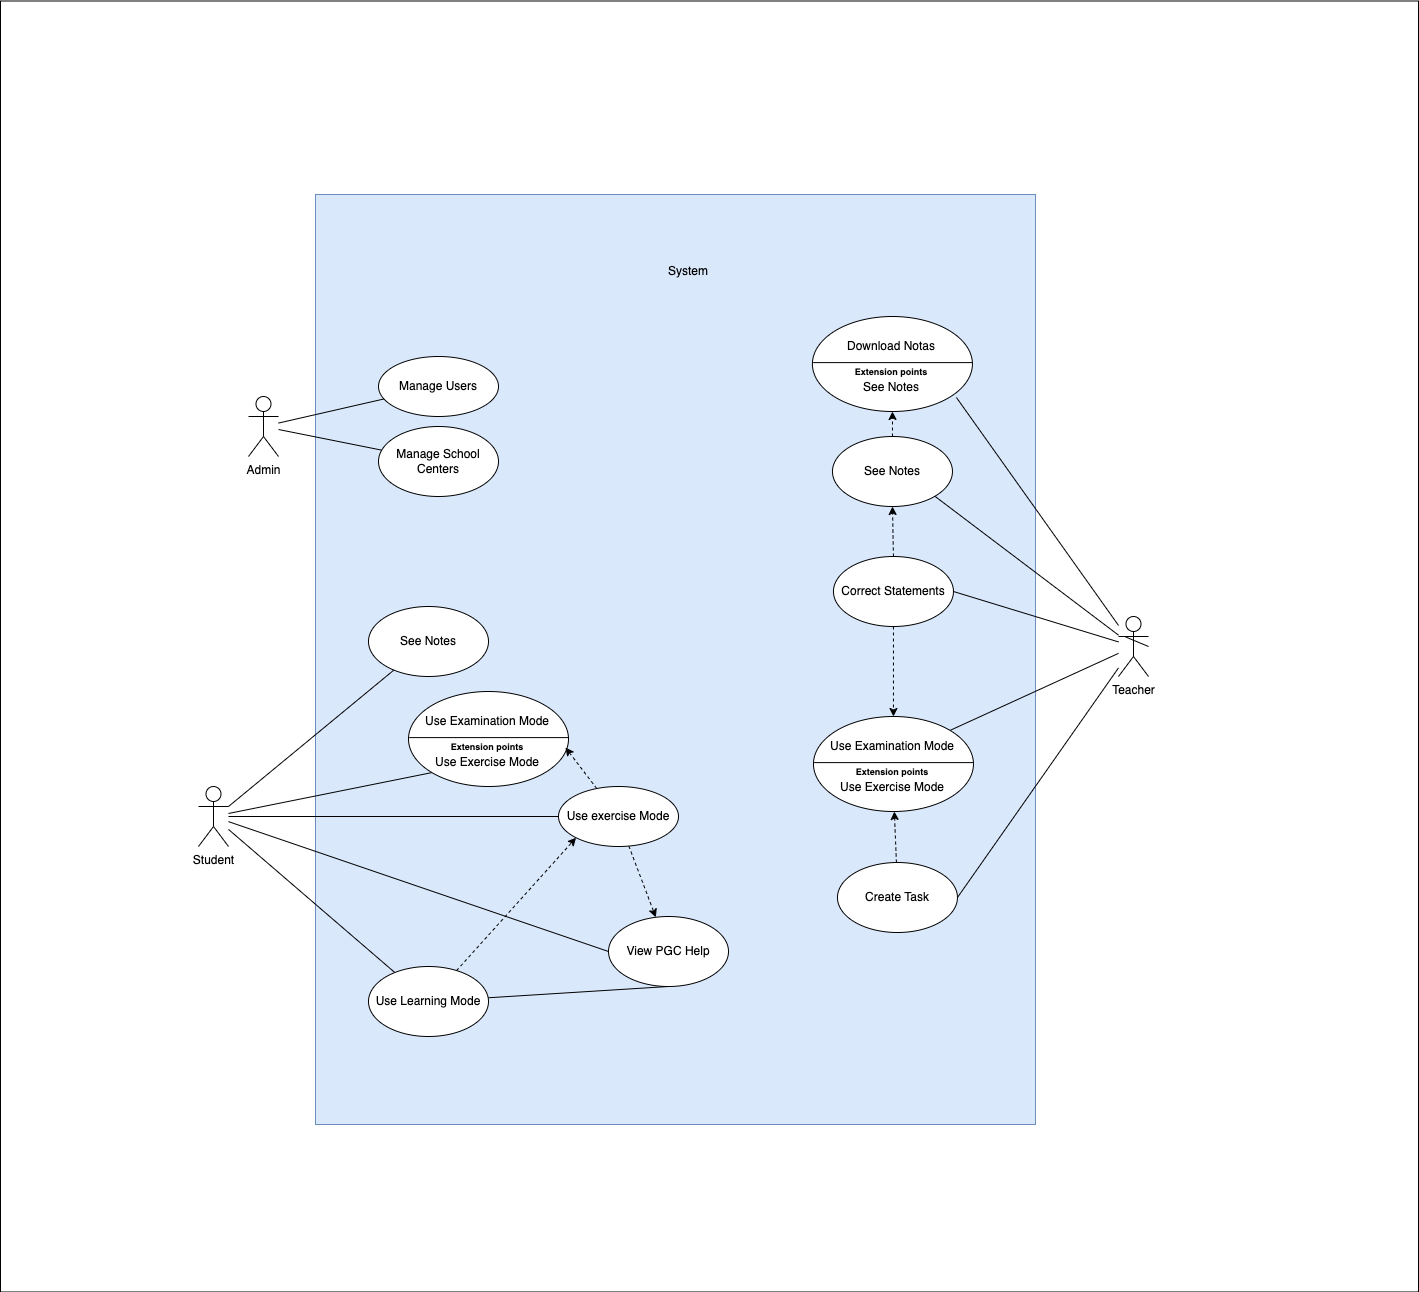 System
Download Notas
Extension points
See Notes
Manage Users
Manage School
Centers
Admin
See Notes
Correct Statements
See Notes
Teacher
Use Examination Mode
Extension points
Use Exercise Mode
Use Examination Mode
Extension points
Use Exercise Mode
Use exercise Mode
Student
Create Task
View PGC Help
Use Learning Mode